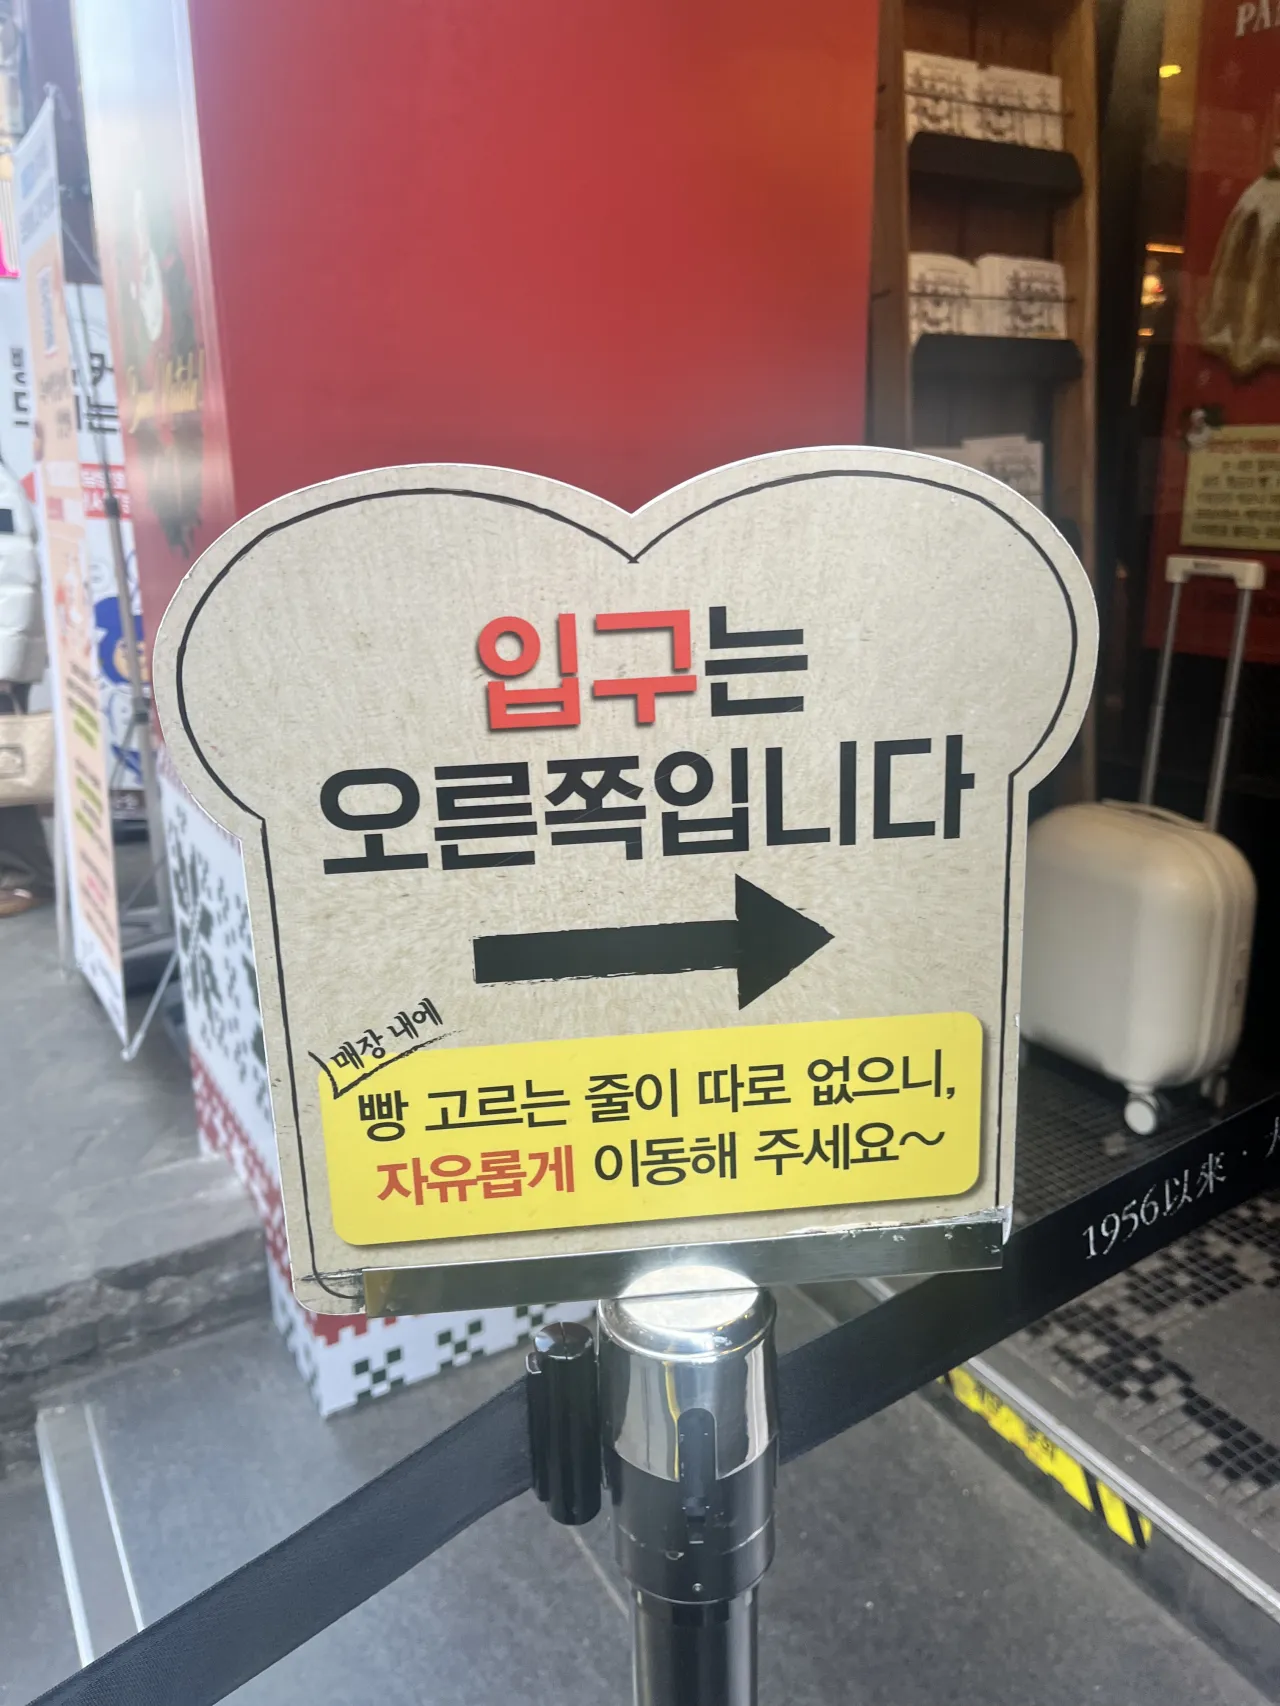 입구는
오른쪽입니다
매장 내에
빵 고르는 줄이 따로 없으니,
자유롭게 이동해 주세요~
1956以来 ·
PA